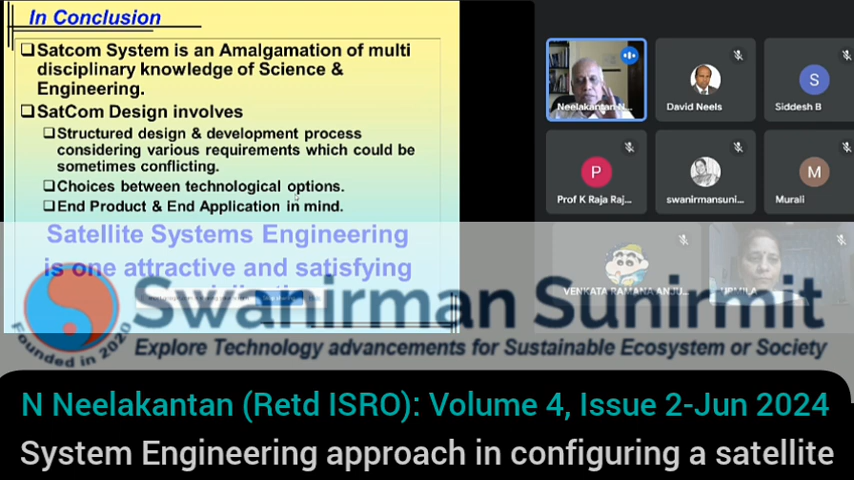 In Conclusion
Satcom System is an Amalgamation of multi
disciplinary knowledge of Science &
Engineering.
SatCom Design involves
Structured design & development process
considering various requirements which could be
sometimes conflicting.
Choices between technological options.
End Product & End Application in mind.
Satellite Systems Engineering
is one attractive and satisfying
Neelakantan N...
David Neels
S
Siddesh B
P
Prof K Raja Raj...
swanirmansuni...
M
Murali
VENKATA RAMANA ANJU...
Swanirman Sunirmit
Founded in 2020
Explore Technology advancements for Sustainable Ecosystem or Society
N Neelakantan (Retd ISRO): Volume 4, Issue 2-Jun 2024
System Engineering approach in configuring a satellite